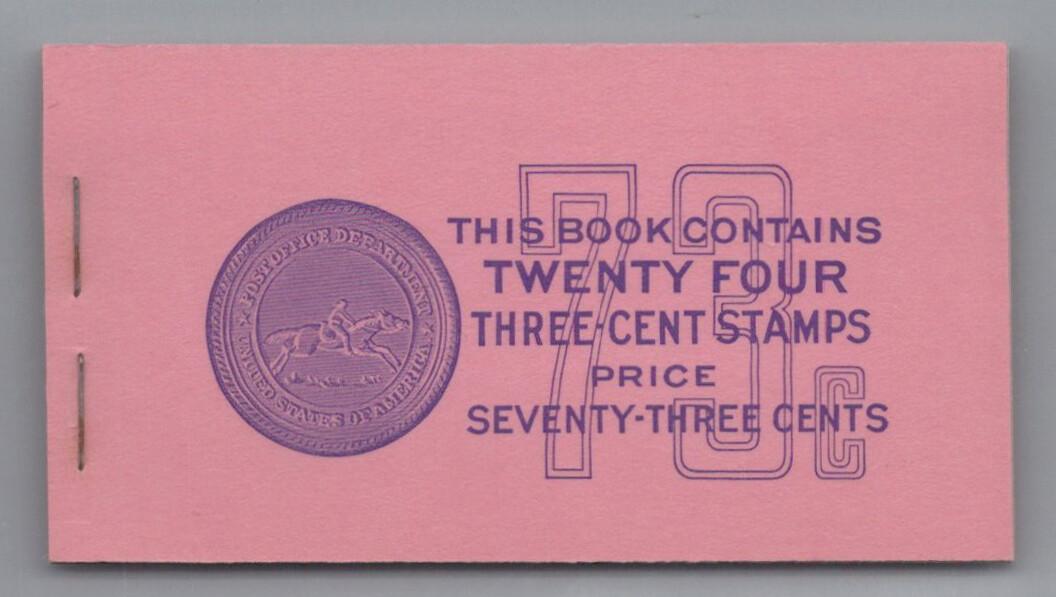 POST OFFICE DEPARTMENT
UNITED STATES OF AMERICA
73c
THIS BOOK CONTAINS
TWENTY FOUR
THREE-CENT STAMPS
PRICE
SEVENTY-THREE CENTS